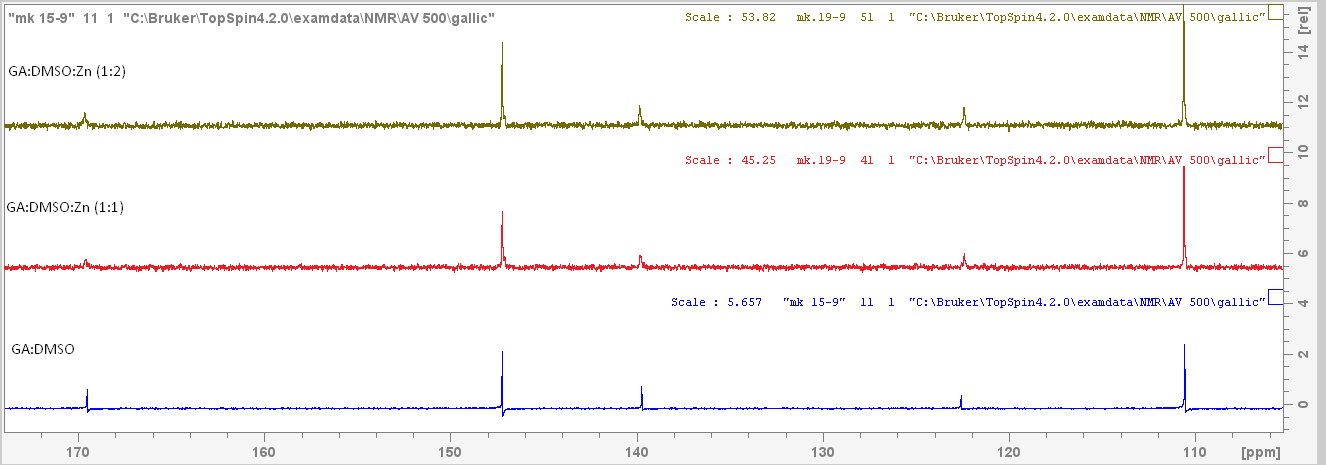 "mk 15-9" 11 1 "C:\Bruker\TopSpin4.2.0\examdata\NMR\AV 500\gallic"
Scale : 53.82 mk.19-9 51 1 "C:\Bruker\TopSpin4.2.0\examdata\NMR\AV 500\gallic"
[rel]
14
GA:DMSO:Zn (1:2)
12
Scale : 45.25 mk.19-9 41 1 "C:\Bruker\TopSpin4.2.0\examdata\NMR\AV 500\gallic"
10
GA:DMSO:Zn (1:1)
8
6
Scale : 5.657 "mk 15-9" 11 1 "C:\Bruker\TopSpin4.2.0\examdata\NMR\AV 500\gallic"
4
GA:DMSO
2
0
170 160 150 140 130 120 110 [ppm]